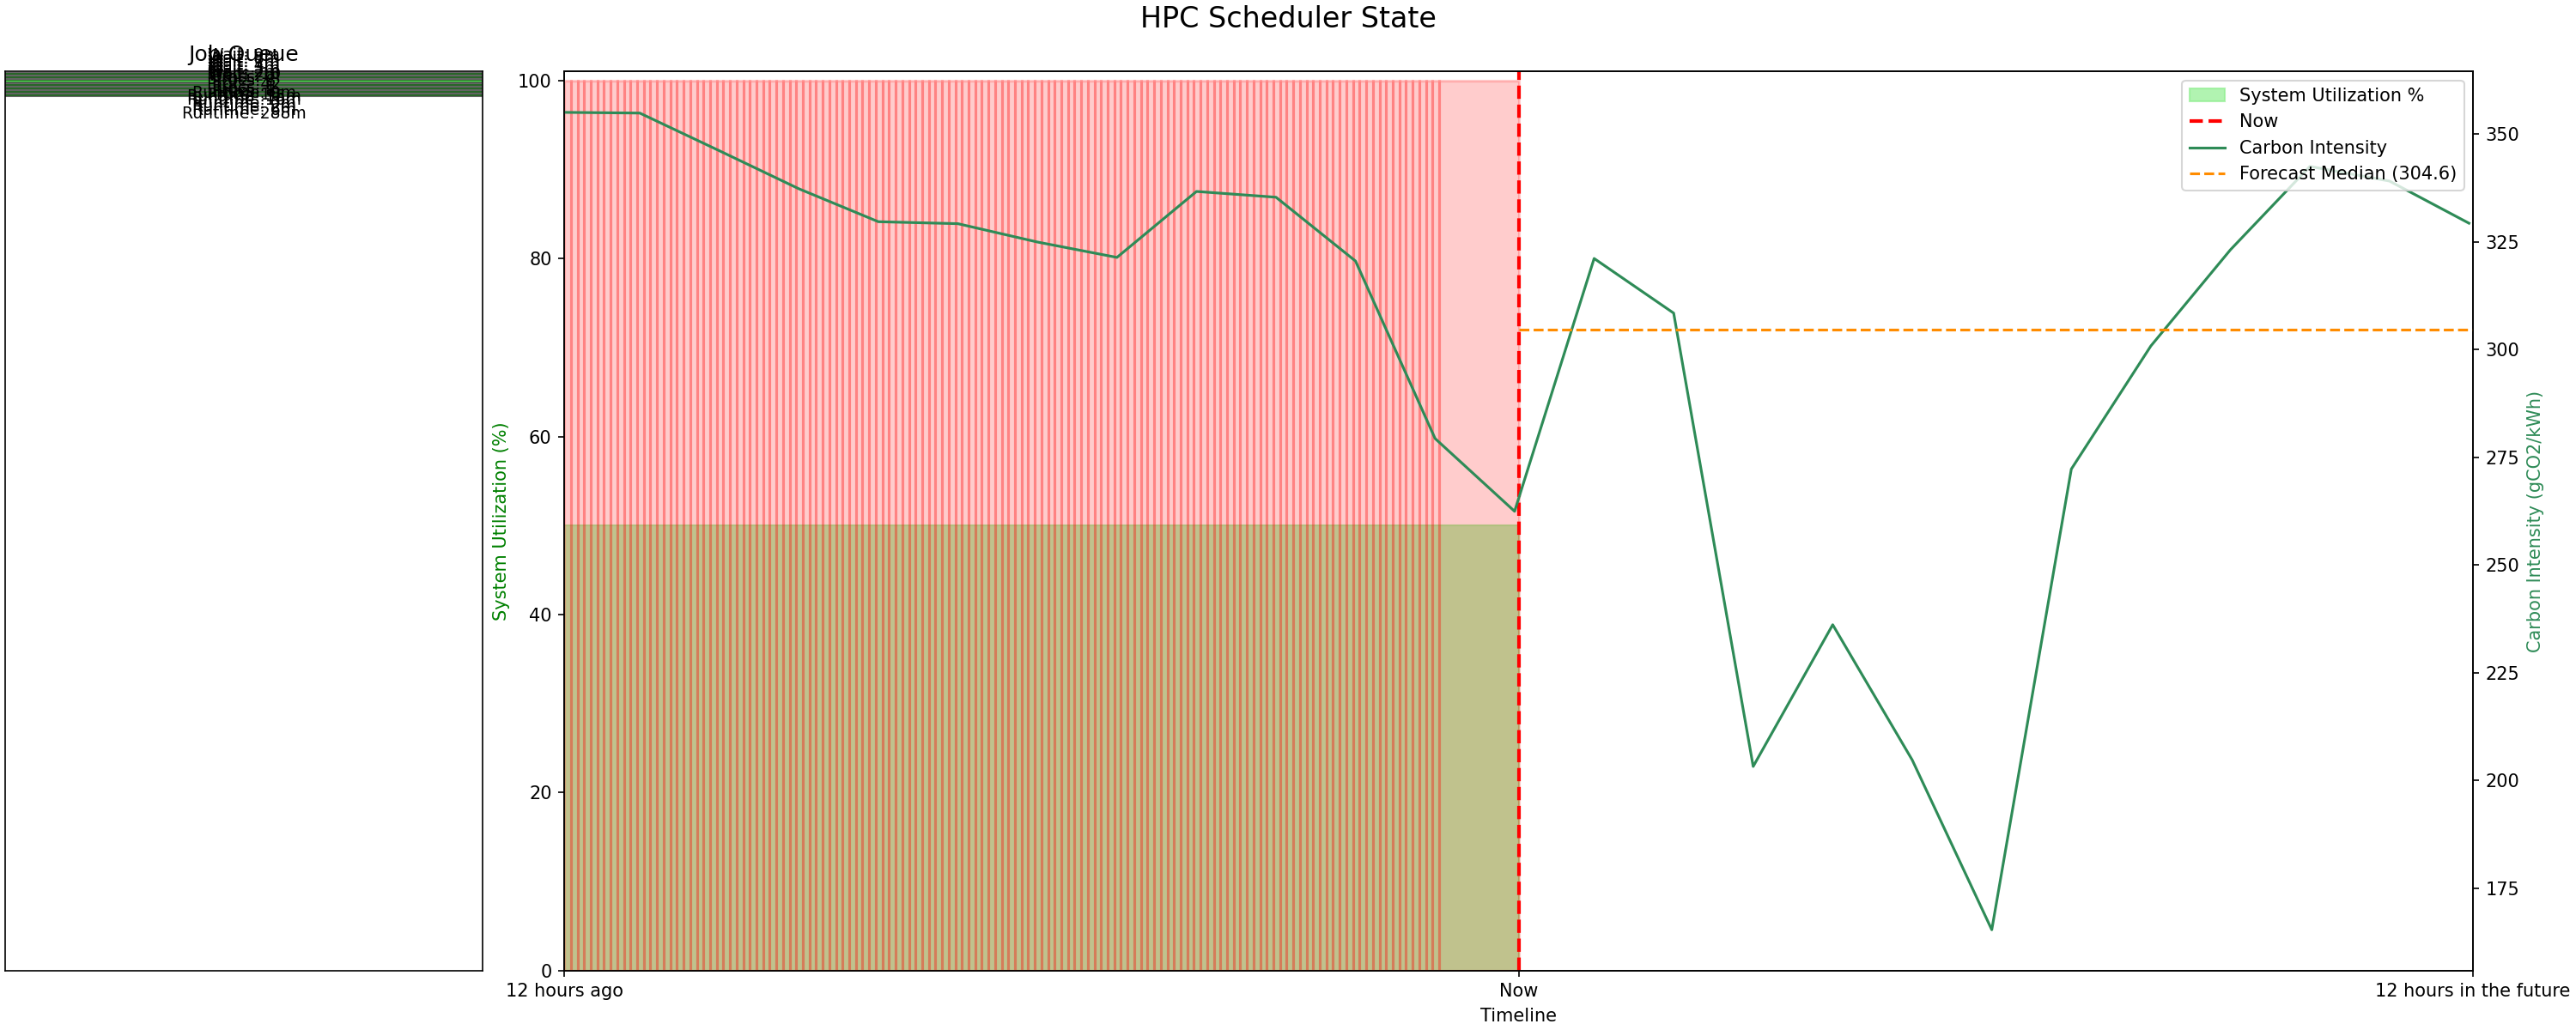 HPC Scheduler State
Job Queue
Runtime: 288m
System Utilization (%)
100
80
60
40
20
0
12 hours ago
Now
12 hours in the future
Timeline
System Utilization %
Now
Carbon Intensity
Forecast Median (304.6)
350
325
300
275
250
225
200
175
Carbon Intensity (gCO2/kWh)